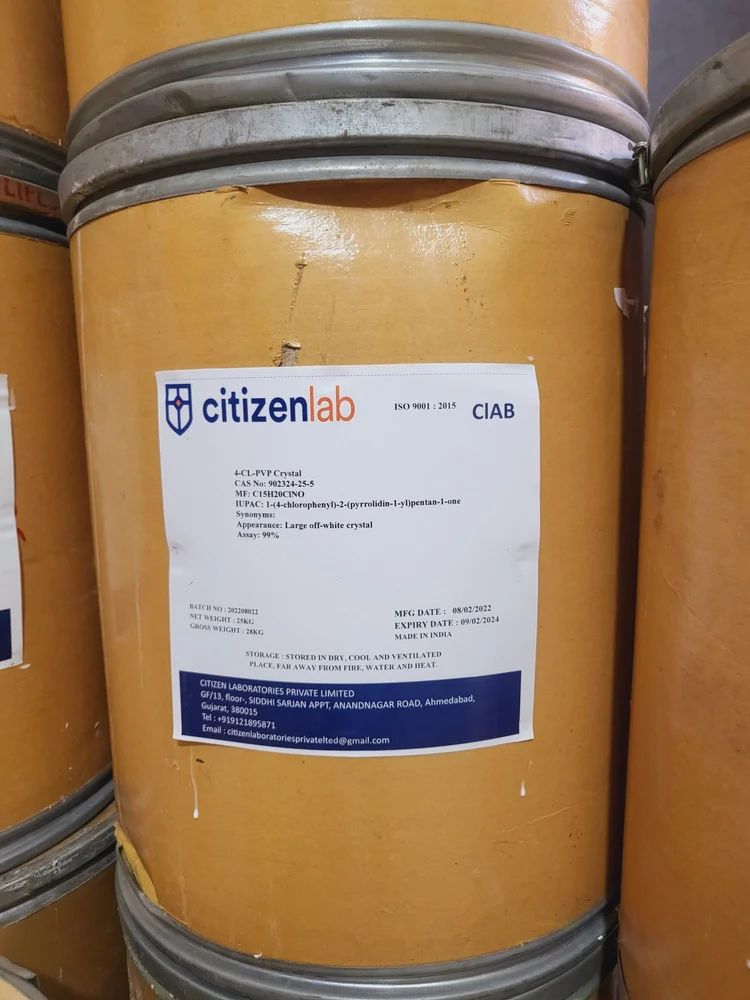 citizenlab
ISO 9001 : 2015
ClAB
4-CL-PVP Crystal
CAS No: 902324-25-5
MF: C15H20ClNO
IUPAC: 1-(4-chlorophenyl)-2-(pyrrolidin-1-yl)pentan-1-one
Synonyms:
Appearance: Large off-white crystal
Assay: 99%
BATCH NO : 202208022
NET WEIGHT : 25KG
GROSS WEIGHT : 28KG
MFG DATE : 08/02/2022
EXPIRY DATE : 09/02/2024
MADE IN INDIA
STORAGE : STORED IN DRY, COOL AND VENTILATED
PLACE, FAR AWAY FROM FIRE, WATER AND HEAT.
CITIZEN LABORATORIES PRIVATE LIMITED
GF/13, floor-, SIDDHI SARJAN APPT, ANANDNAGAR ROAD, Ahmedabad,
Gujarat, 380015
Tel : +919121895871
Email : citizenlaboratoriesprivatelted@gmail.com